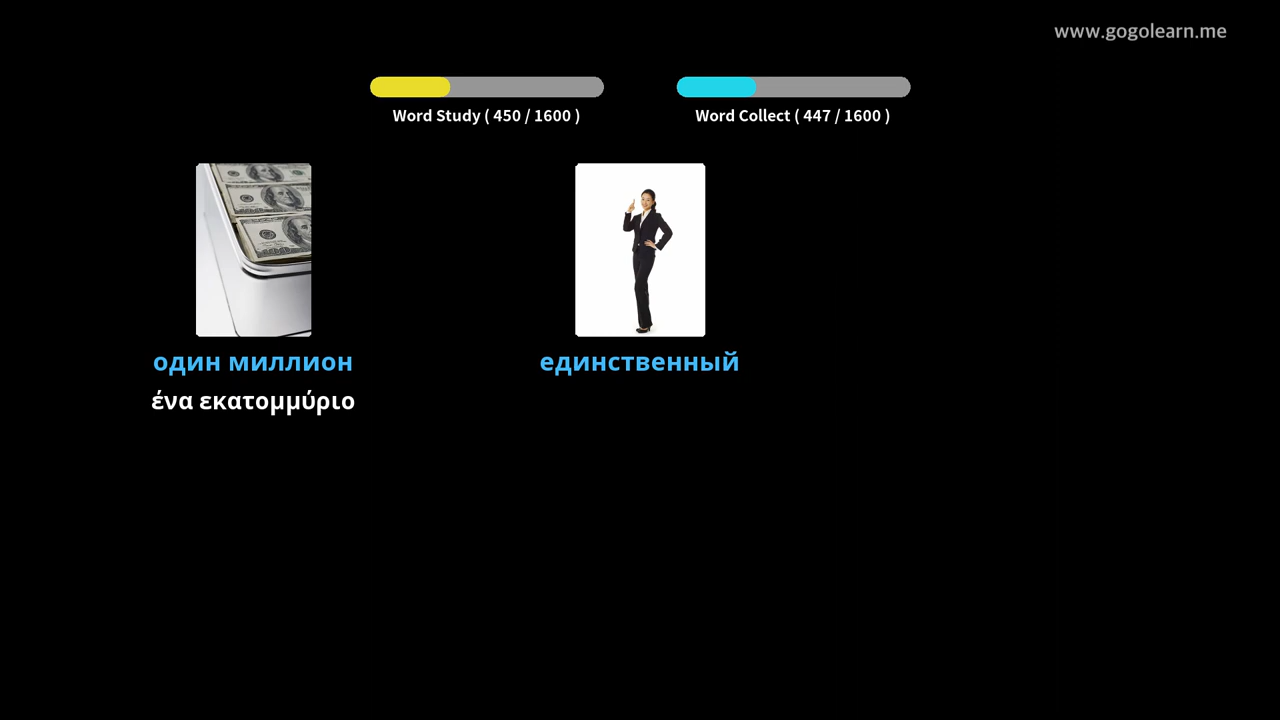 www.gogolearn.me
Word Study ( 450 / 1600 )
Word Collect ( 447 / 1600 )
один миллион
ένα εκατομμύριο
единственный